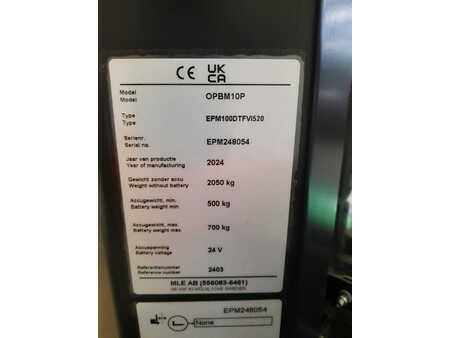 CE UK CA
Model OPBM10P
Model
Type EPM100DTFVI520
Type
Serienr. EPM248054
Serial no.
Jaar van productie 2024
Year of manufacturing
Gewicht zonder accu 2050 kg
Weight without battery
Accugewicht, min. 500 kg
Battery weight min.
Accugewicht, max. 700 kg
Battery weight max.
Accuspanning 24 V
Battery voltage
Referentienummer 2403
Reference number
MLE AB (556083-6461)
EPM248054
None